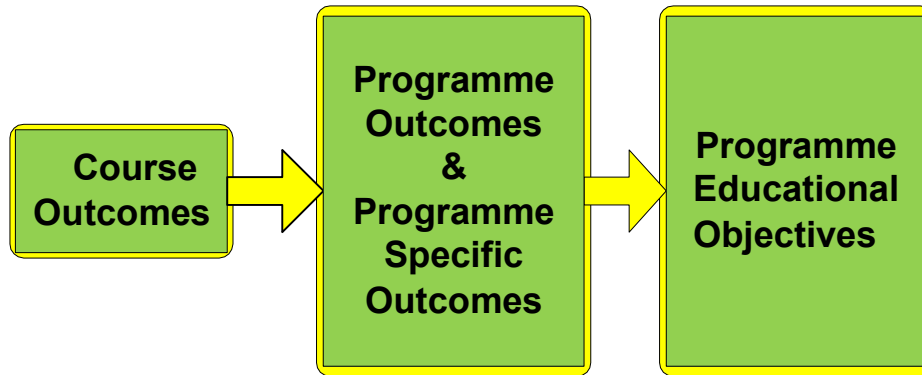 Course
Outcomes
Programme
Outcomes
&
Programme
Specific
Outcomes
Programme
Educational
Objectives